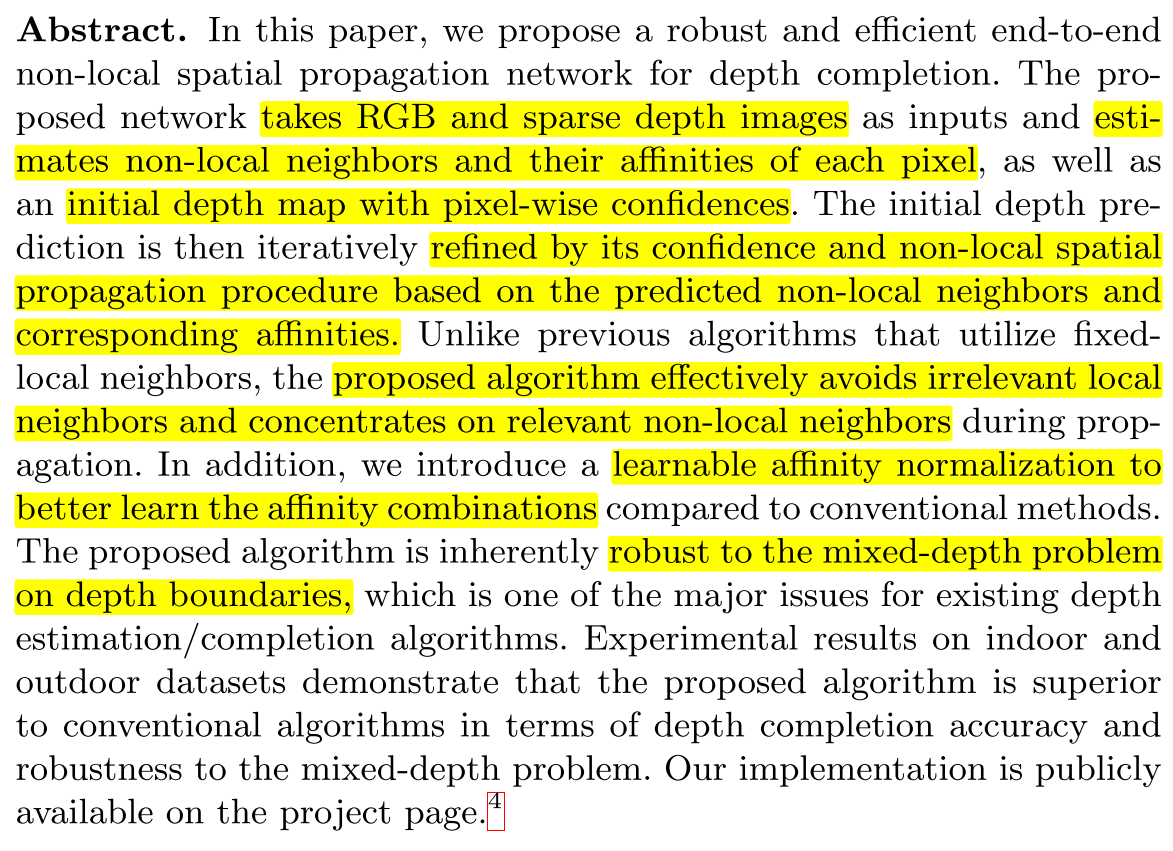 Abstract. In this paper, we propose a robust and efficient end-to-end
non-local spatial propagation network for depth completion. The pro-
posed network takes RGB and sparse depth images as inputs and esti-
mates non-local neighbors and their affinities of each pixel, as well as
an initial depth map with pixel-wise confidences. The initial depth pre-
diction is then iteratively refined by its confidence and non-local spatial
propagation procedure based on the predicted non-local neighbors and
corresponding affinities. Unlike previous algorithms that utilize fixed-
local neighbors, the proposed algorithm effectively avoids irrelevant local
neighbors and concentrates on relevant non-local neighbors during prop-
agation. In addition, we introduce a learnable affinity normalization to
better learn the affinity combinations compared to conventional methods.
The proposed algorithm is inherently robust to the mixed-depth problem
on depth boundaries, which is one of the major issues for existing depth
estimation/completion algorithms. Experimental results on indoor and
outdoor datasets demonstrate that the proposed algorithm is superior
to conventional algorithms in terms of depth completion accuracy and
robustness to the mixed-depth problem. Our implementation is publicly
available on the project page.4